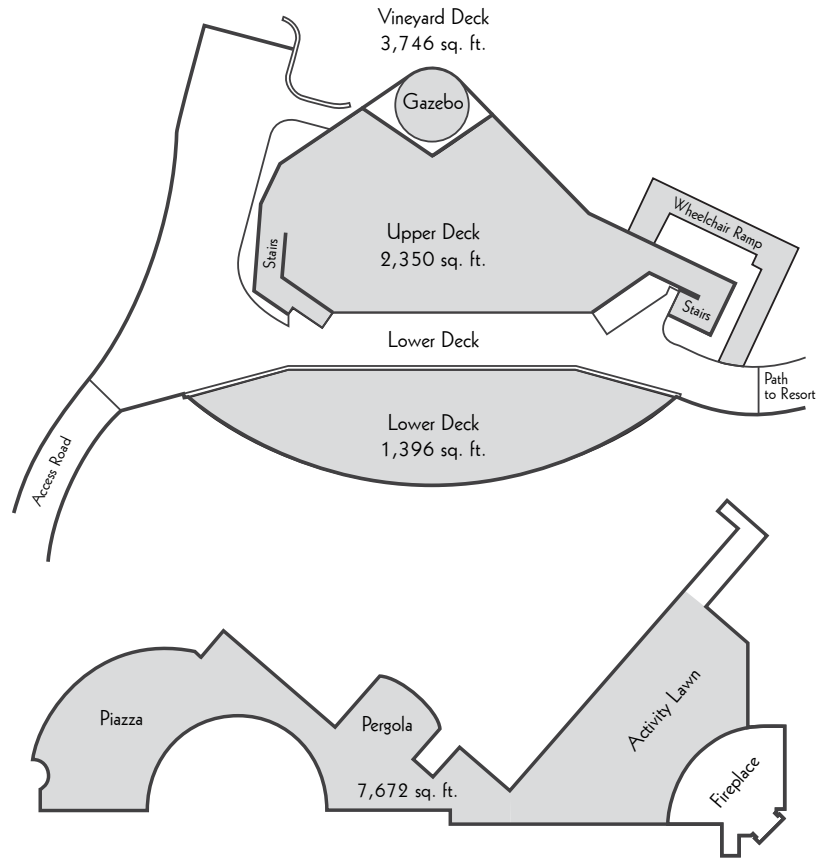 Vineyard Deck
3,746 sq. ft.
Gazebo
Wheelchair Ramp
Upper Deck
2,350 sq. ft.
Stairs
Stairs
Lower Deck
Path
to Resort
Lower Deck
1,396 sq. ft.
Access Road
Activity Lawn
Piazza
Pergola
Fireplace
7,672 sq. ft.